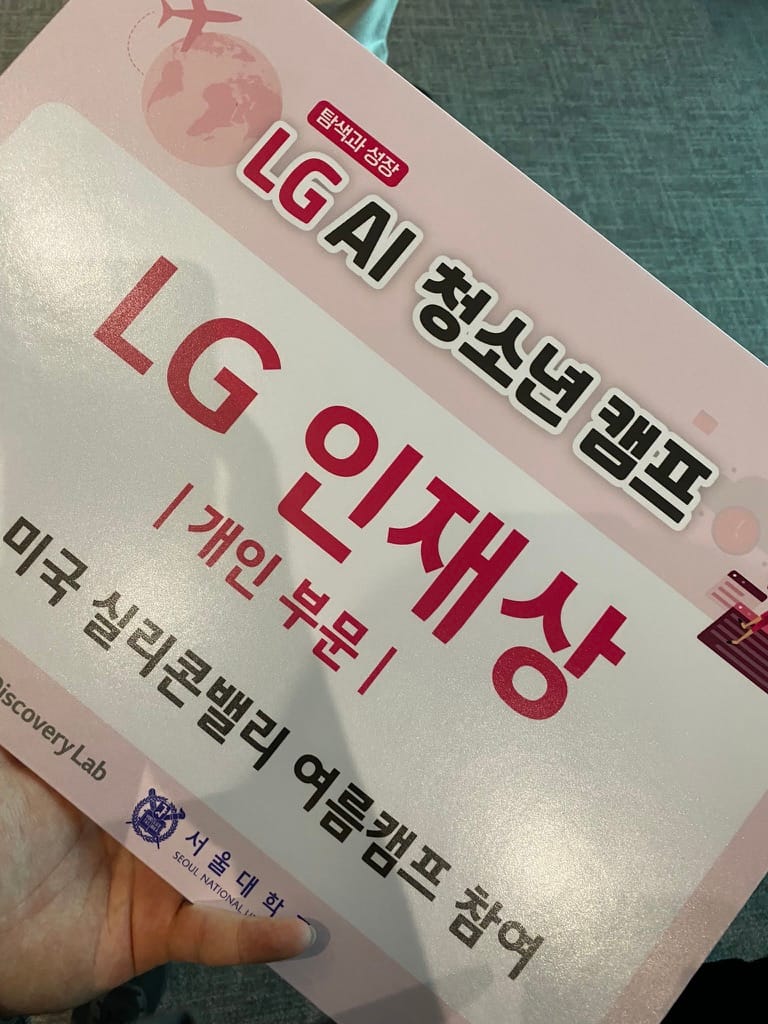 탐색과 성장
LG AI 청소년 캠프
LG 인재상
| 개인 부문 |
미국 실리콘밸리 여름캠프 참여
Discovery Lab
서울대학
SEOUL NATIONAL